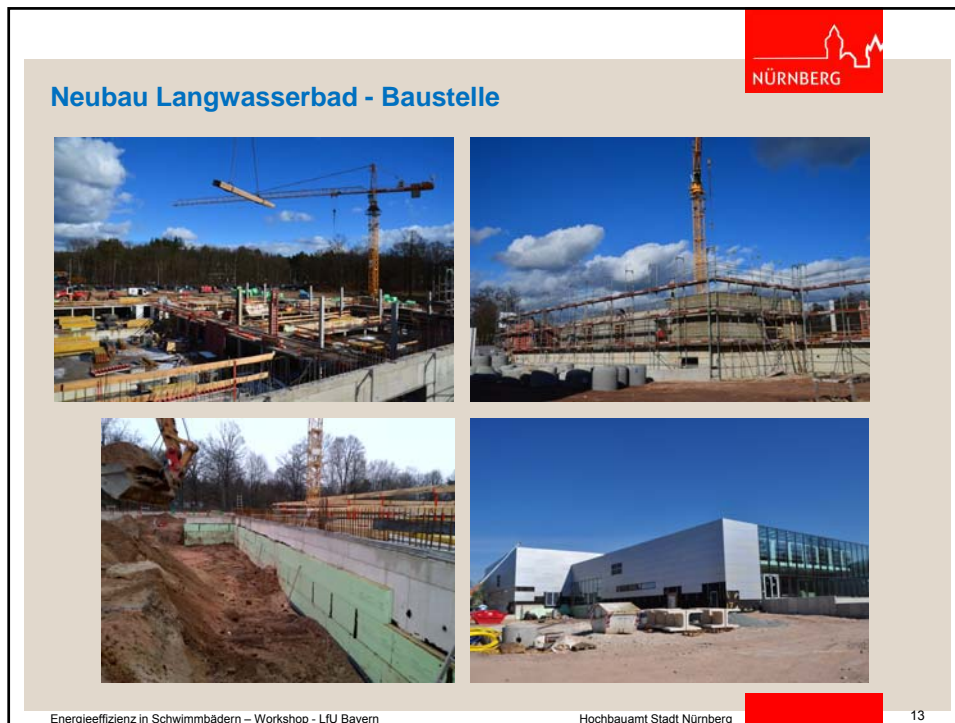 NÜRNBERG
Neubau Langwasserbad - Baustelle
Energieeffizienz in Schwimmbädern – Workshop - LfU Bayern
Hochbauamt Stadt Nürnberg
13